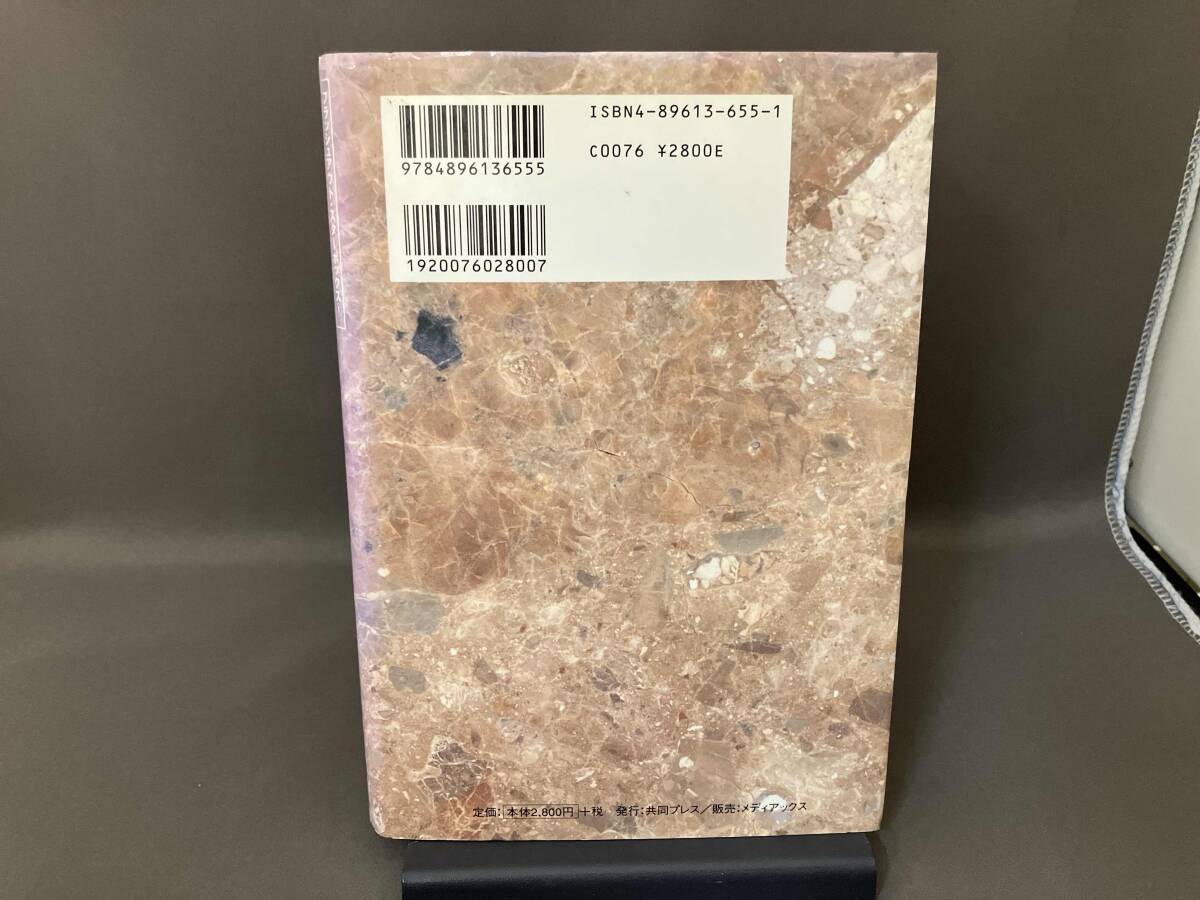 ISBN4-89613-655-1
C0076 ¥2800E
9784896136555
1920076028007
定価:本体2,800円+税 発行:共同プレス/販売:メディアックス